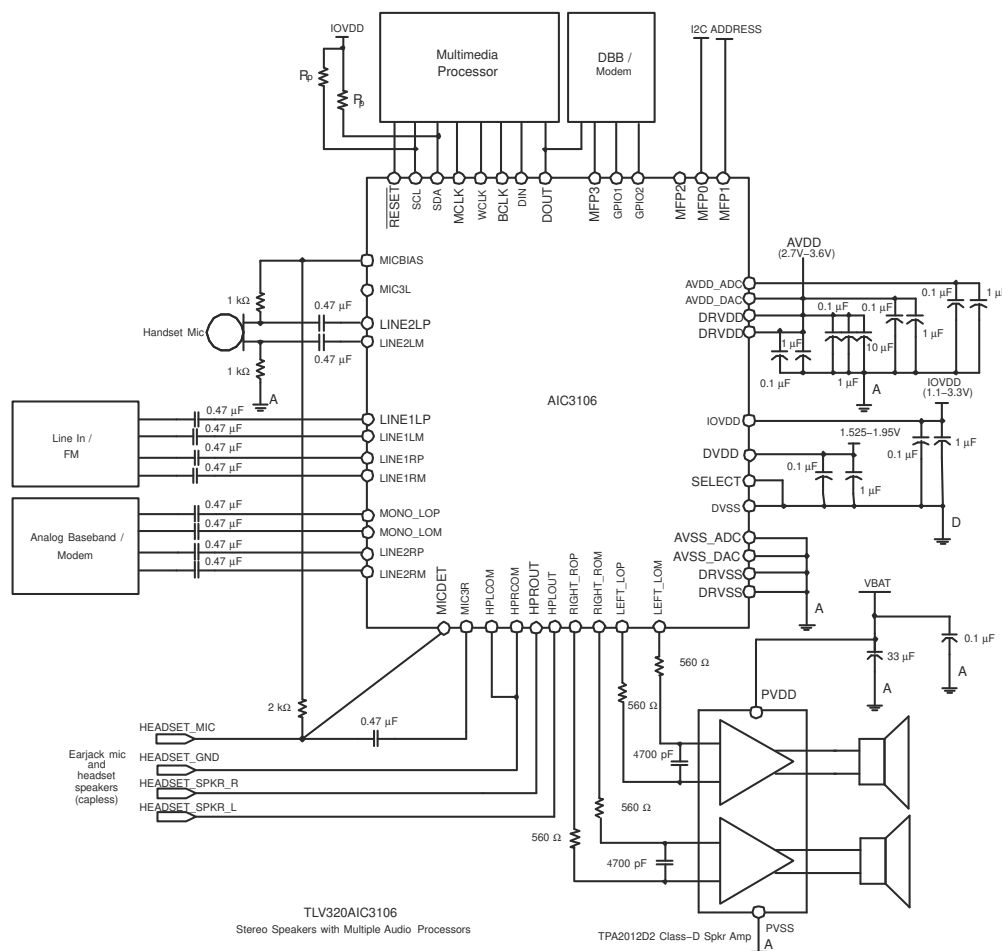 IOVDD
Rp
Rp
Multimedia
Processor
DBB /
Modem
I2C ADDRESS
RESET
SCL
SDA
MCLK
WCLK
BCLK
DIN
DOUT
MFP3
GPIO1
GPIO2
MFP2
MFP0
MFP1
AVDD
(2.7V–3.6V)
MICBIAS
MIC3L
LINE2LP
LINE2LM
1 kΩ
0.47 µF
Handset Mic
0.47 µF
1 kΩ
A
AIC3106
AVDD_ADC
AVDD_DAC
DRVDD
DRVDD
0.1 µF
1 µF
0.1 µF
0.1 µF
1 µF
10 µF
1 µF
0.1 µF
1 µF
A
IOVDD
(1.1–3.3V)
Line In /
FM
0.47 µF
0.47 µF
0.47 µF
0.47 µF
LINE1LP
LINE1LM
LINE1RP
LINE1RM
IOVDD
1.525–1.95V
0.1 µF
1 µF
DVDD
0.1 µF
1 µF
SELECT
DVSS
D
Analog Baseband /
Modem
0.47 µF
0.47 µF
0.47 µF
0.47 µF
MONO_LOP
MONO_LOM
LINE2RP
LINE2RM
AVSS_ADC
AVSS_DAC
DRVSS
DRVSS
A
MICDET
MIC3R
HPLCOM
HPRCOM
HPROUT
HPLOUT
RIGHT_ROP
RIGHT_ROM
LEFT_LOP
LEFT_LOM
VBAT
0.1 µF
33 µF
A
A
560 Ω
560 Ω
PVDD
2 kΩ
0.47 µF
HEADSET_MIC
HEADSET_GND
HEADSET_SPKR_R
HEADSET_SPKR_L
Earjack mic
and
headset
speakers
(capless)
4700 pF
560 Ω
560 Ω
4700 pF
TLV320AIC3106
Stereo Speakers with Multiple Audio Processors
TPA2012D2 Class–D Spkr Amp
PVSS
A